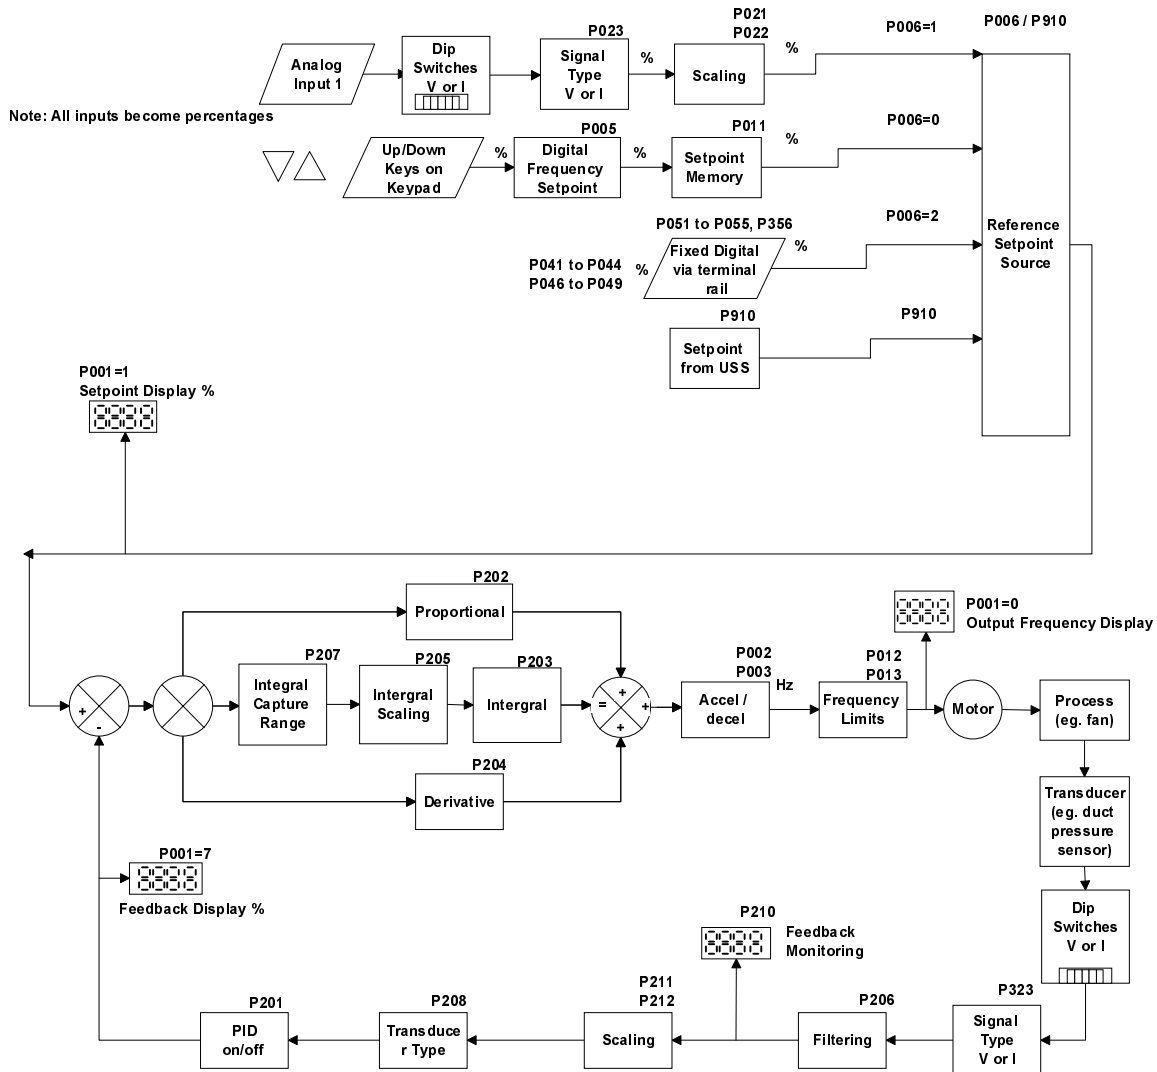 P021
P022
P006=1
P006 / P910
P023
Analog
Input 1
Dip
Switches
V or I
Signal
Type
V or I
%
Scaling
%
Note: All inputs become percentages
P005
P011
P006=0
Up/Down
Keys on
Keypad
%
Digital
Frequency
Setpoint
%
Setpoint
Memory
%
P051 to P055, P356
P006=2
Reference
Setpoint
Source
P041 to P044
P046 to P049
%
Fixed Digital
via terminal
rail
%
P910
P910
Setpoint
from USS
P001=1
Setpoint Display %
P202
Proportional
P001=0
Output Frequency Display
P207
P205
P203
P002
P003
Hz
P012
P013
+
-
Integral
Capture
Range
Intergral
Scaling
Intergral
=
+
+
+
Accel /
decel
Frequency
Limits
Motor
Process
(eg. fan)
P204
Derivative
Transducer
(eg. duct
pressure
sensor)
P001=7
Feedback Display %
Dip
Switches
V or I
P210
Feedback
Monitoring
P201
P208
P211
P212
P206
P323
PID
on/off
Transduce
r Type
Scaling
Filtering
Signal
Type
V or I